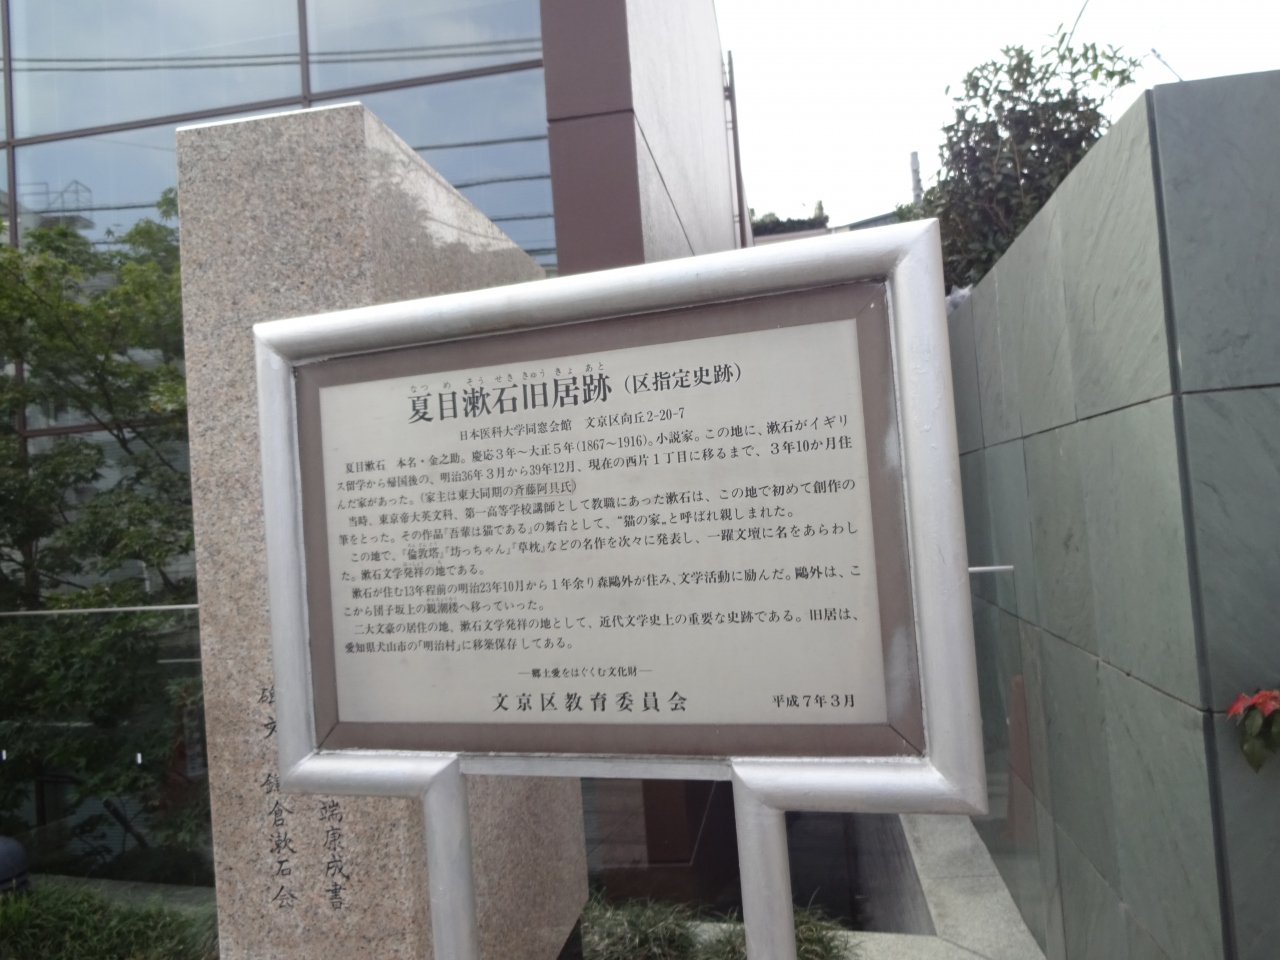 なつめそうせききゅうきょあと
夏目漱石旧居跡（区指定史跡）
日本医科大学同窓会館　文京区向丘2-20-7
夏目漱石　本名・金之助。慶応３年～大正５年(1867～1916)。小説家。この地に、漱石がイギリ
ス留学から帰国後の、明治36年３月から39年12月、現在の西片１丁目に移るまで、３年10か月住
んだ家があった。（家主は東大同期の斉藤阿具氏）
当時、東京帝大英文科、第一高等学校講師として教職にあった漱石は、この地で初めて創作の
筆をとった。その作品「吾輩は猫である」の舞台として、“猫の家”と呼ばれ親しまれた。
この地で、「倫敦塔」「坊っちゃん」「草枕」などの名作を次々に発表し、一躍文壇に名をあらわし
た。漱石文学発祥の地である。
漱石が住む13年程前の明治23年10月から１年余り森鷗外が住み、文学活動に励んだ。鷗外は、こ
こから団子坂上の観潮楼へ移っていった。
二大文豪の居住の地、漱石文学発祥の地として、近代文学史上の重要な史跡である。旧居は、
愛知県犬山市の「明治村」に移築保存してある。
―郷土愛をはぐくむ文化財―
文京区教育委員会　平成７年３月
端康成書
文　鎌倉漱石会